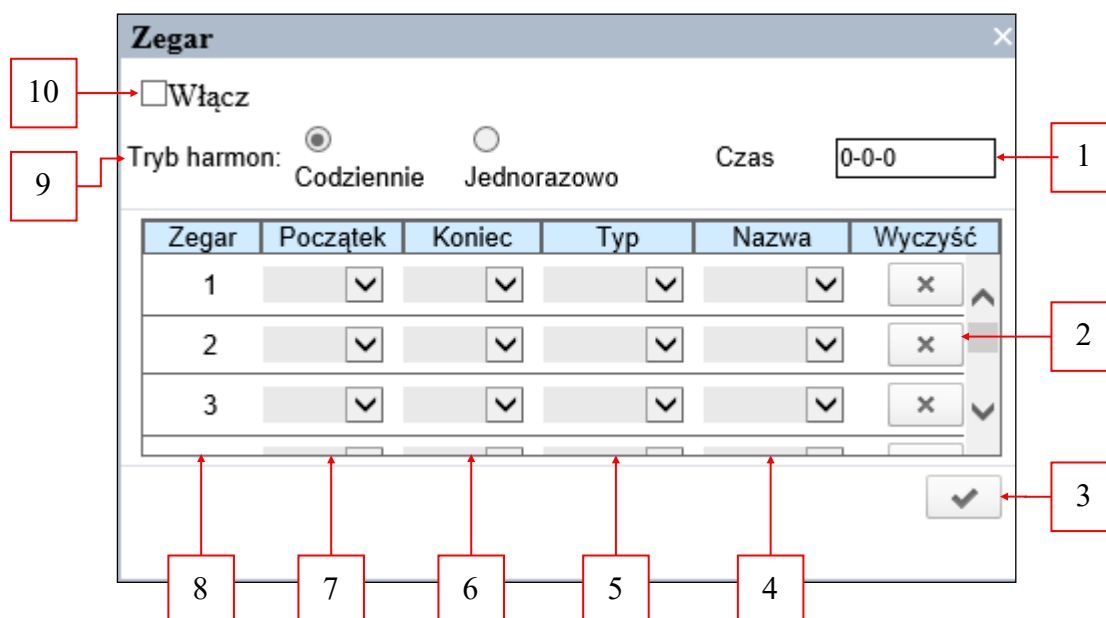 Zegar
10
Włącz
1
9
Tryb harmon:
Codziennie
Jednorazowo
Czas
0-0-0
Zegar Początek Koniec Typ Nazwa Wyczyść
1
2
2
3
3
8 7 6 5 4